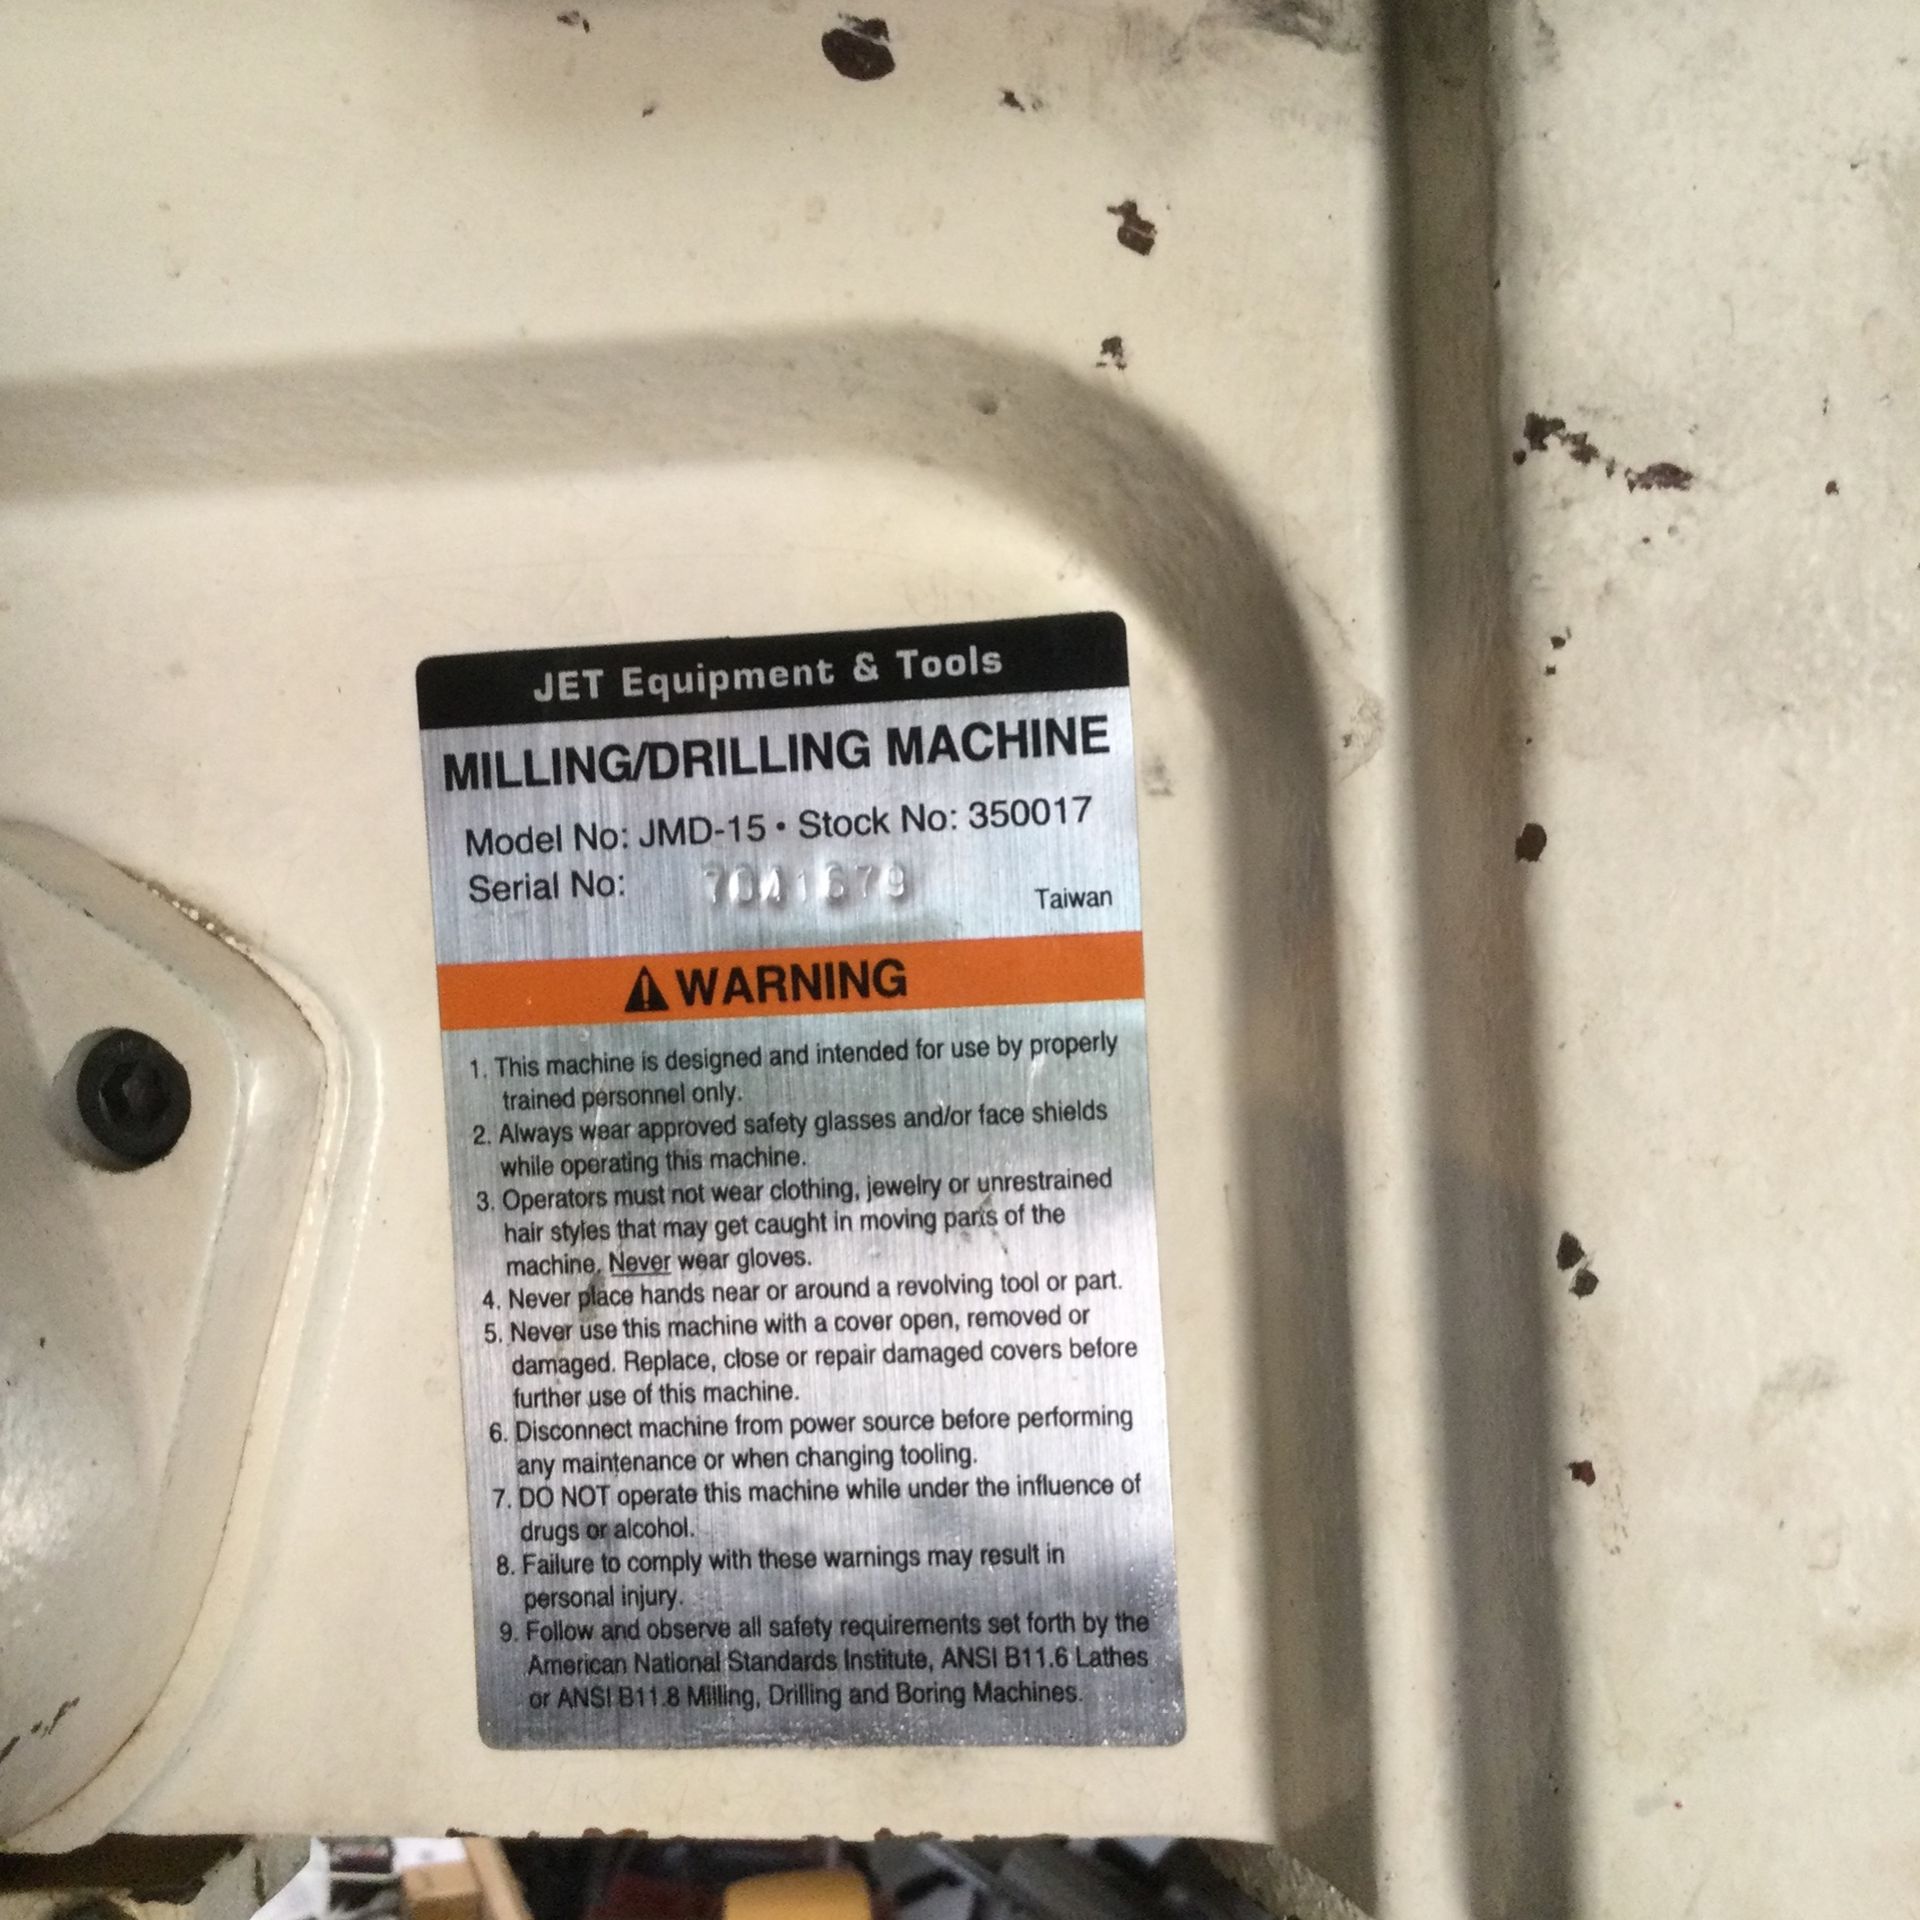 JET Equipment & Tools
MILLING/DRILLING MACHINE
Model No: JMD-15 • Stock No: 350017
Serial No: 7041679
Taiwan
WARNING
1. This machine is designed and intended for use by properly
trained personnel only.
2. Always wear approved safety glasses and/or face shields
while operating this machine.
3. Operators must not wear clothing, jewelry or unrestrained
hair styles that may get caught in moving parts of the
machine. Never wear gloves.
4. Never place hands near or around a revolving tool or part.
5. Never use this machine with a cover open, removed or
damaged. Replace, close or repair damaged covers before
further use of this machine.
6. Disconnect machine from power source before performing
any maintenance or when changing tooling.
7. DO NOT operate this machine while under the influence of
drugs or alcohol.
8. Failure to comply with these warnings may result in
personal injury.
9. Follow and observe all safety requirements set forth by the
American National Standards Institute, ANSI B11.6 Lathes
or ANSI B11.8 Milling, Drilling and Boring Machines.